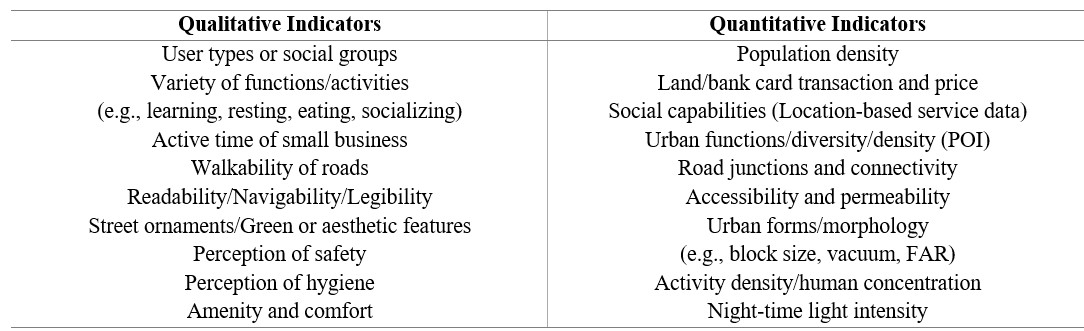 Qualitative Indicators
Quantitative Indicators
User types or social groups
Population density
Variety of functions/activities
Land/bank card transaction and price
(e.g., learning, resting, eating, socializing)
Social capabilities (Location-based service data)
Active time of small business
Urban functions/diversity/density (POI)
Walkability of roads
Road junctions and connectivity
Readability/Navigability/Legibility
Accessibility and permeability
Street ornaments/Green or aesthetic features
Urban forms/morphology
Perception of safety
(e.g., block size, vacuum, FAR)
Perception of hygiene
Activity density/human concentration
Amenity and comfort
Night-time light intensity